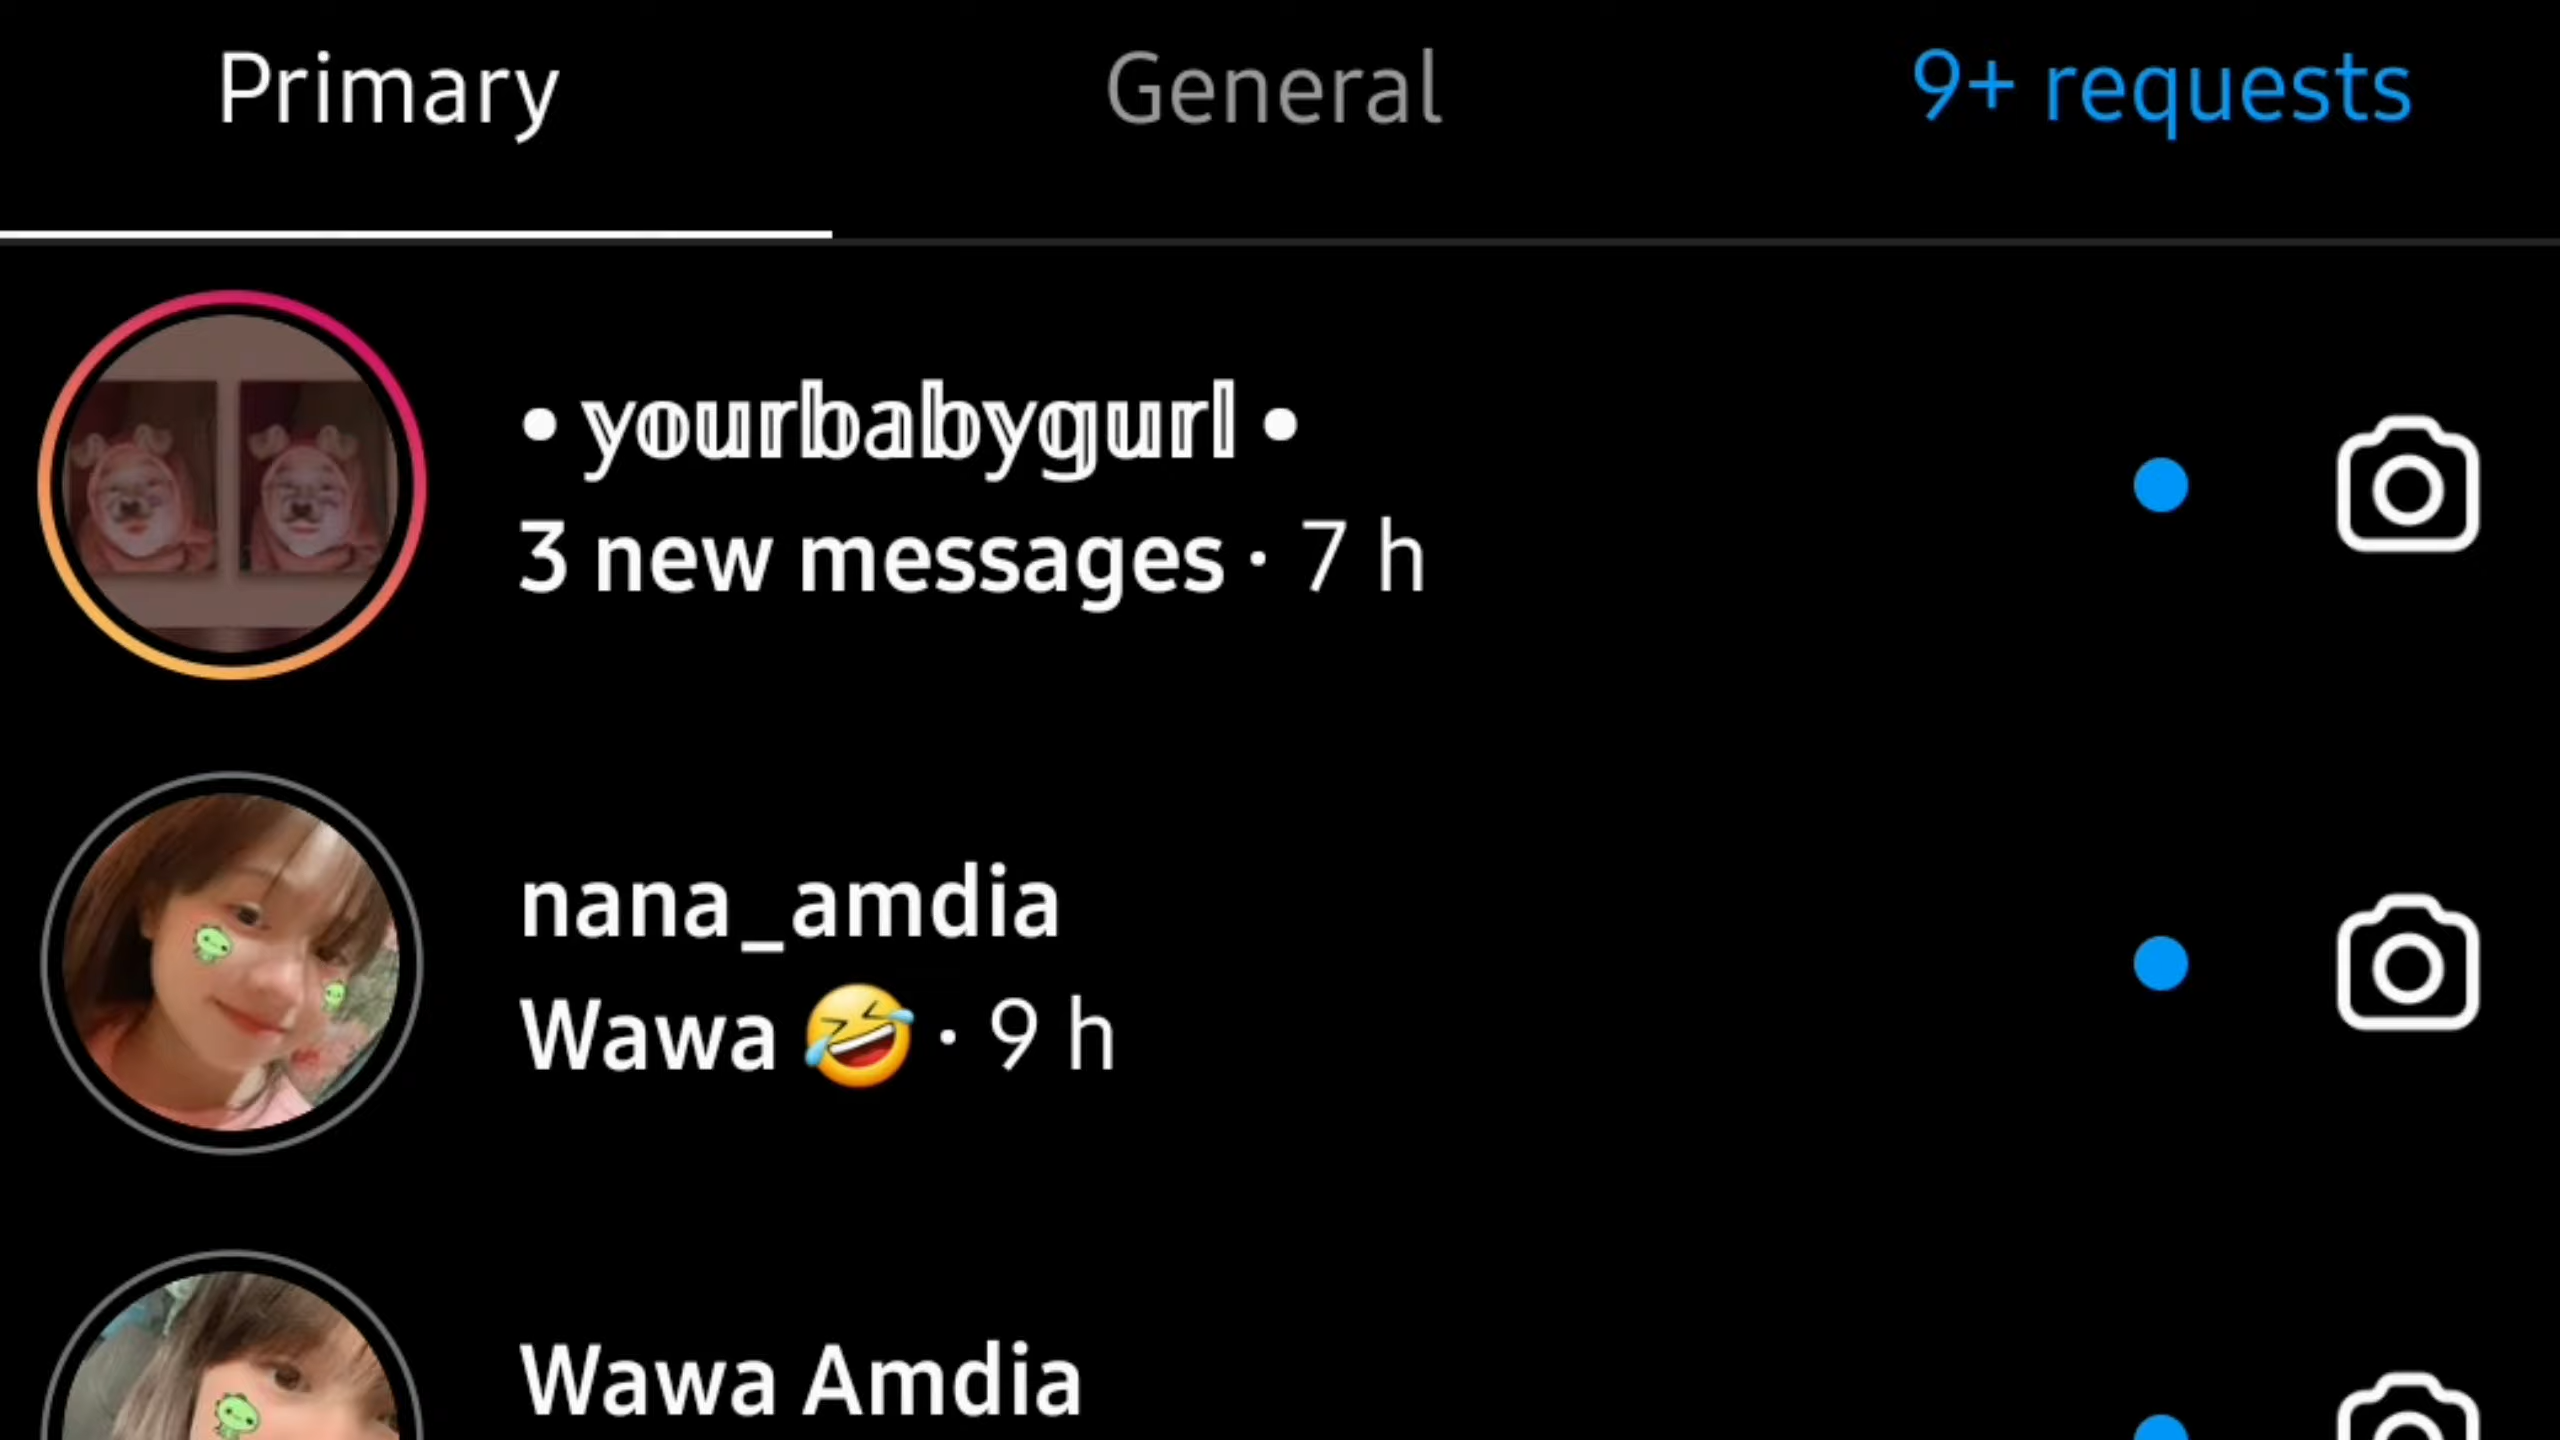 Primary
General
9+ requests
• 𝕪𝕠𝕦𝕣𝕓𝕒𝕓𝕪𝕘𝕦𝕣𝕝 •
3 new messages · 7 h
nana_amdia
Wawa 🤣 · 9 h
Wawa Amdia